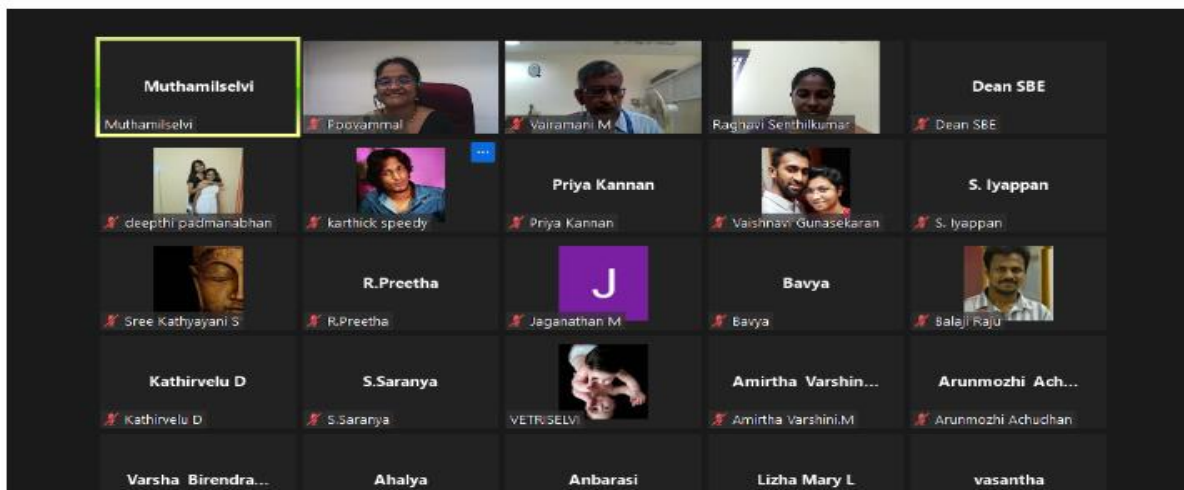 Muthamilselvi
Muthamilselvi
Poovammal
Vairamani M
Ragnavi Senthilkumar
Dean SBE
Dean SBE
deepthi padmanabhan
karthick speedy
Priya Kannan
Priya Kannan
Vaishnavi Gunasekaran
S. Iyappan
S. Iyappan
Sree Kathyayani S
R.Preetha
R.Preetha
J
Jaganathan M
Bavya
Bavya
Balaji Raju
Kathirvelu D
Kathirvelu D
S.Saranya
S.Saranya
VETRISELVI
Amirtha Varshin...
Amirtha Varshini.M
Arunmozhi Ach...
Arunmozhi Achudhan
Varsha Birendra...
Ahalya
Anbarasi
Lizha Mary L
vasantha